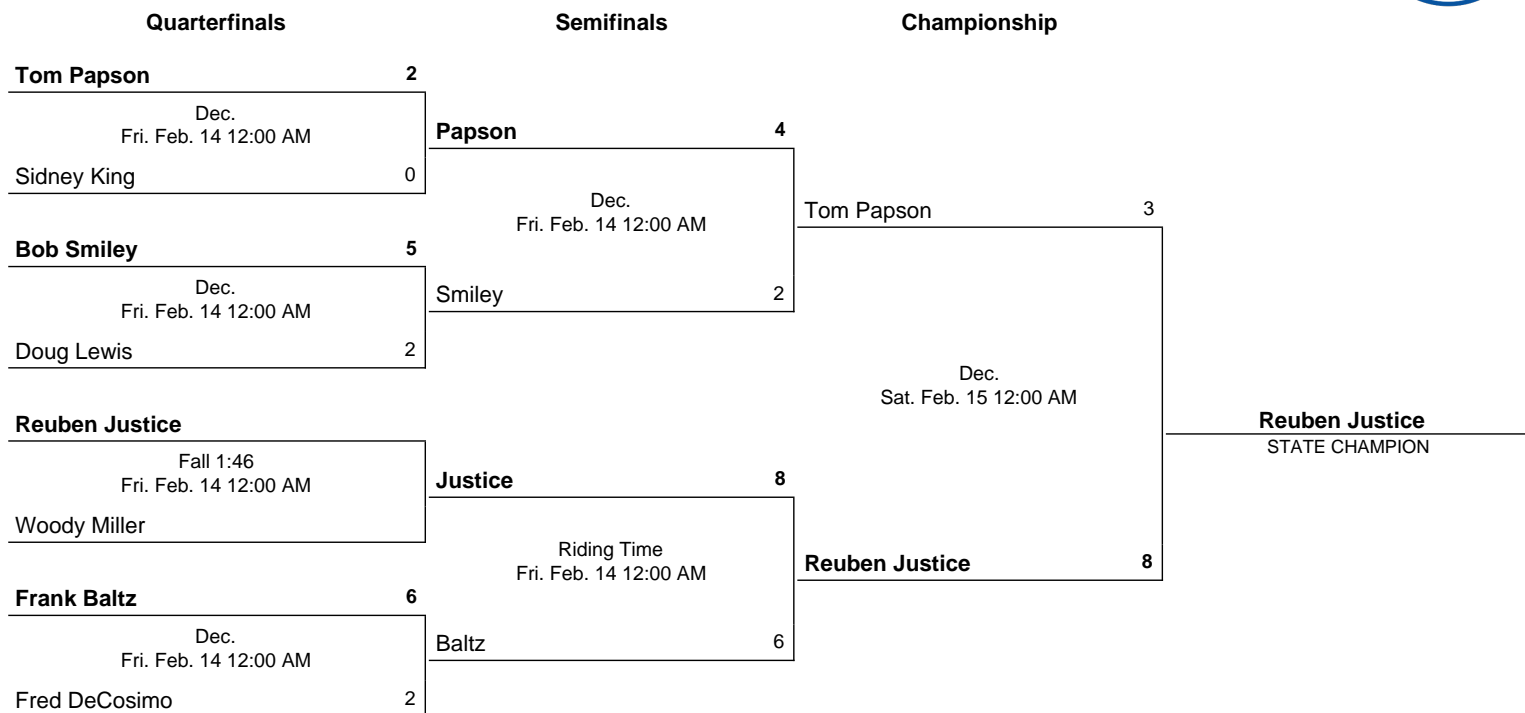 Quarterfinals
Semifinals
Championship
Tom Papson 2
Dec.
Fri. Feb. 14 12:00 AM
Sidney King 0
Bob Smiley 5
Dec.
Fri. Feb. 14 12:00 AM
Doug Lewis 2
Reuben Justice
Fall 1:46
Fri. Feb. 14 12:00 AM
Woody Miller
Frank Baltz 6
Dec.
Fri. Feb. 14 12:00 AM
Fred DeCosimo 2
Papson 4
Dec.
Fri. Feb. 14 12:00 AM
Smiley 2
Justice 8
Riding Time
Fri. Feb. 14 12:00 AM
Baltz 6
Tom Papson 3
Dec.
Sat. Feb. 15 12:00 AM
Reuben Justice 8
Reuben Justice
STATE CHAMPION